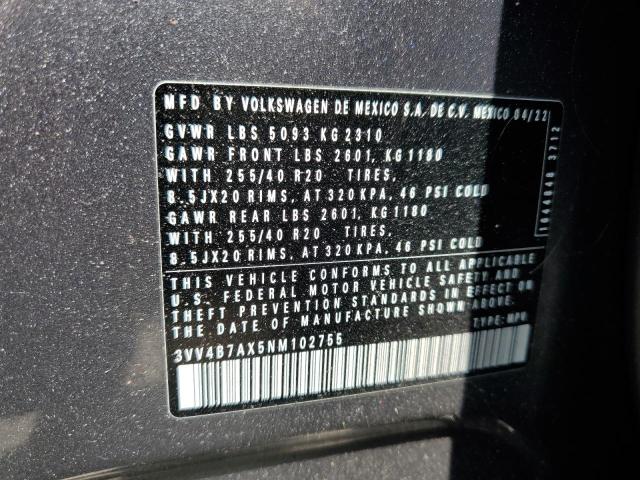 MFD BY VOLKSWAGEN DE MEXICO S.A. DE C.V. MEXICO 04/22
GVWR LBS 5093 KG 2310
GAWR FRONT LBS 2601, KG 1180
WITH 255/40 R20 TIRES,
8.5JX20 RIMS, AT 320 KPA, 46 PSI COLD
GAWR REAR LBS 2601, KG 1180
WITH 255/40 R20 TIRES,
8.5JX20 RIMS, AT 320 KPA, 46 PSI COLD
THIS VEHICLE CONFORMS TO ALL APPLICABLE
U.S. FEDERAL MOTOR VEHICLE SAFETY AND
THEFT PREVENTION STANDARDS IN EFFECT ON
THE DATE OF MANUFACTURE SHOWN ABOVE.
3VV4B7AX5NM102755 TYPE: MPV
3712